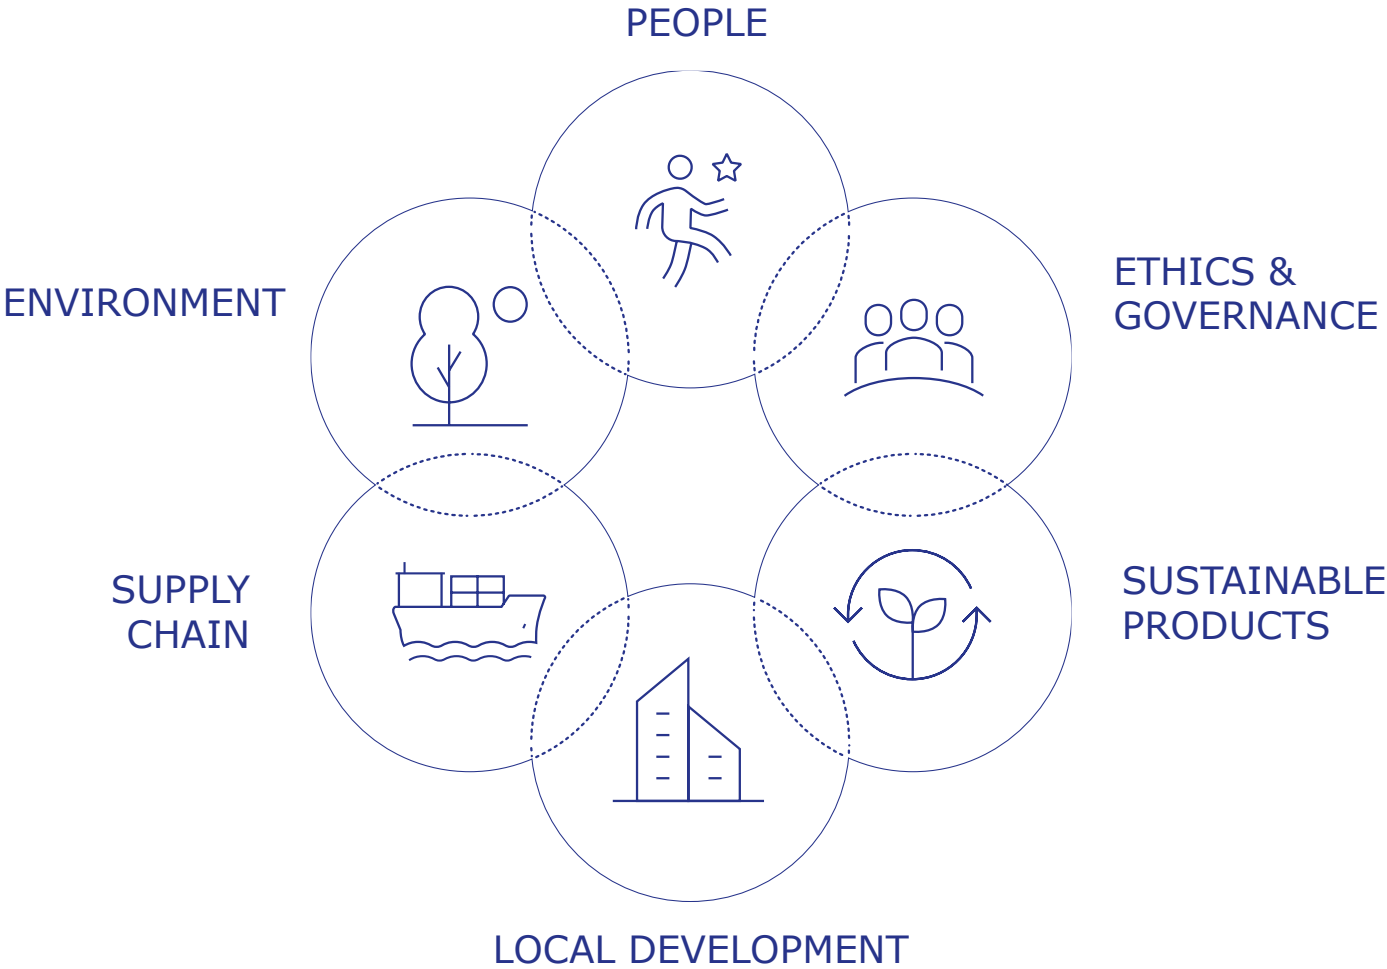 PEOPLE
ETHICS &
GOVERNANCE
ENVIRONMENT
SUSTAINABLE
PRODUCTS
SUPPLY
CHAIN
LOCAL DEVELOPMENT